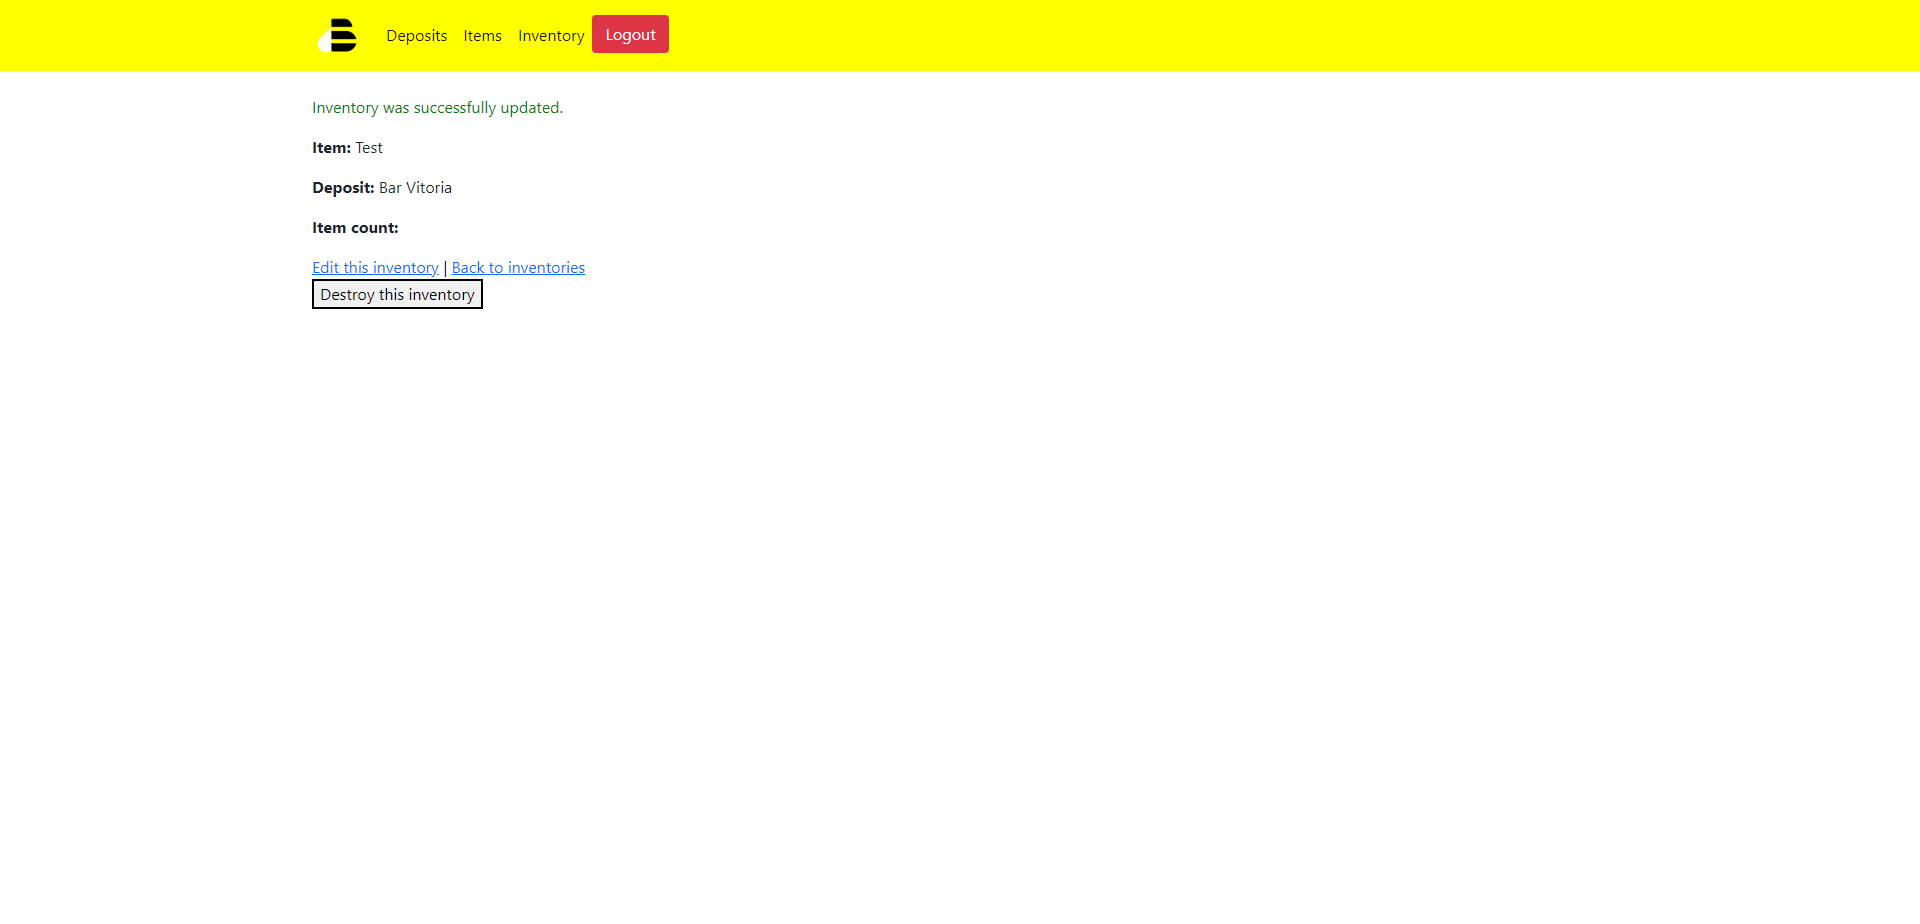 Deposits Items Inventory Logout
Inventory was successfully updated.
Item: Test
Deposit: Bar Vitoria
Item count:
Edit this inventory | Back to inventories
Destroy this inventory